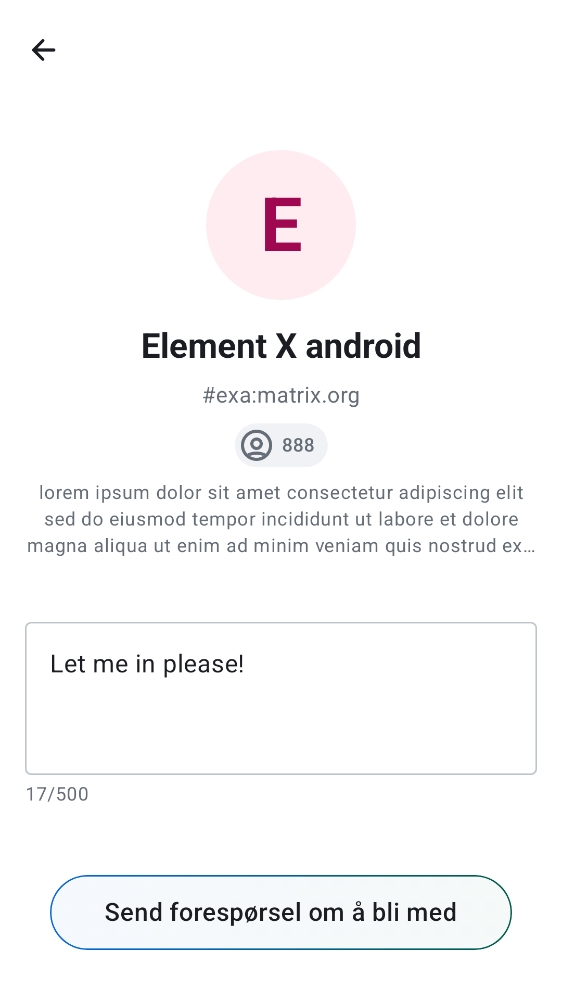 E
Element X android
#exa:matrix.org
888
lorem ipsum dolor sit amet consectetur adipiscing elit
sed do eiusmod tempor incididunt ut labore et dolore
magna aliqua ut enim ad minim veniam quis nostrud ex…
Let me in please!
17/500
Send forespørsel om å bli med